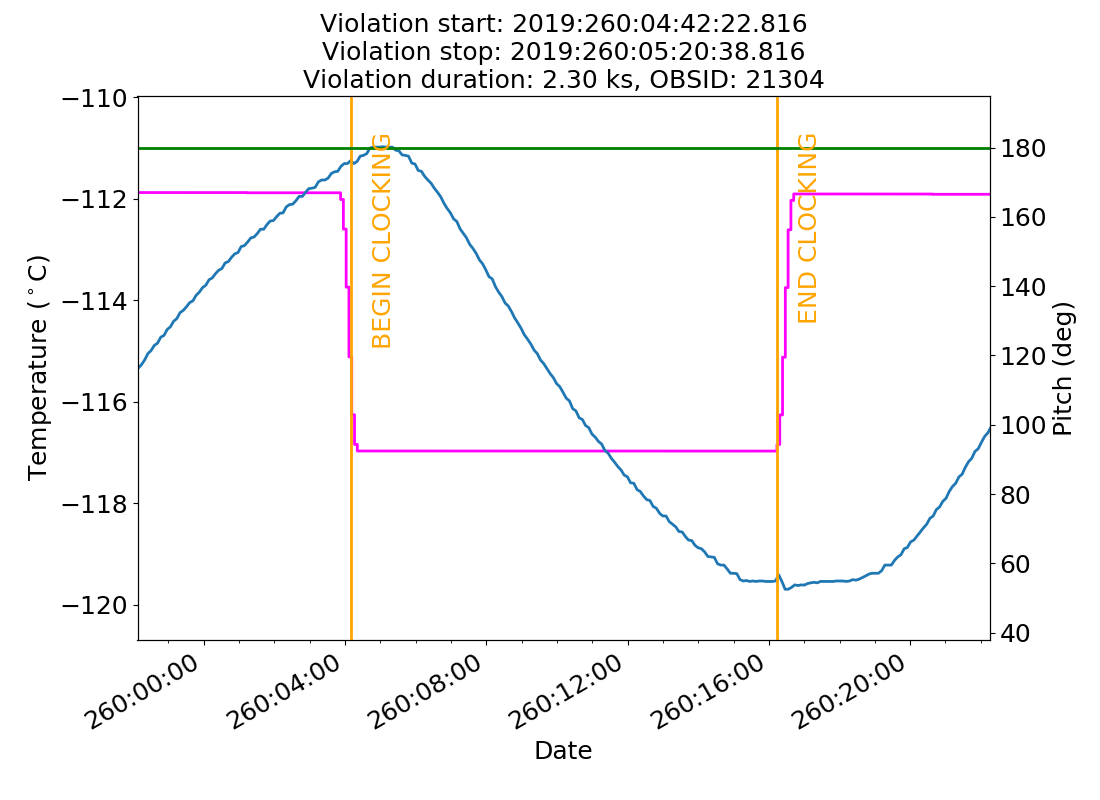 Violation start: 2019:260:04:42:22.816
Violation stop: 2019:260:05:20:38.816
Violation duration: 2.30 ks, OBSID: 21304
−110
−112
−114
−116
−118
−120
Temperature (°C)
BEGIN CLOCKING
END CLOCKING
180
160
140
120
100
80
60
40
Pitch (deg)
260:00:00
260:04:00
260:08:00
260:12:00
260:16:00
260:20:00
Date